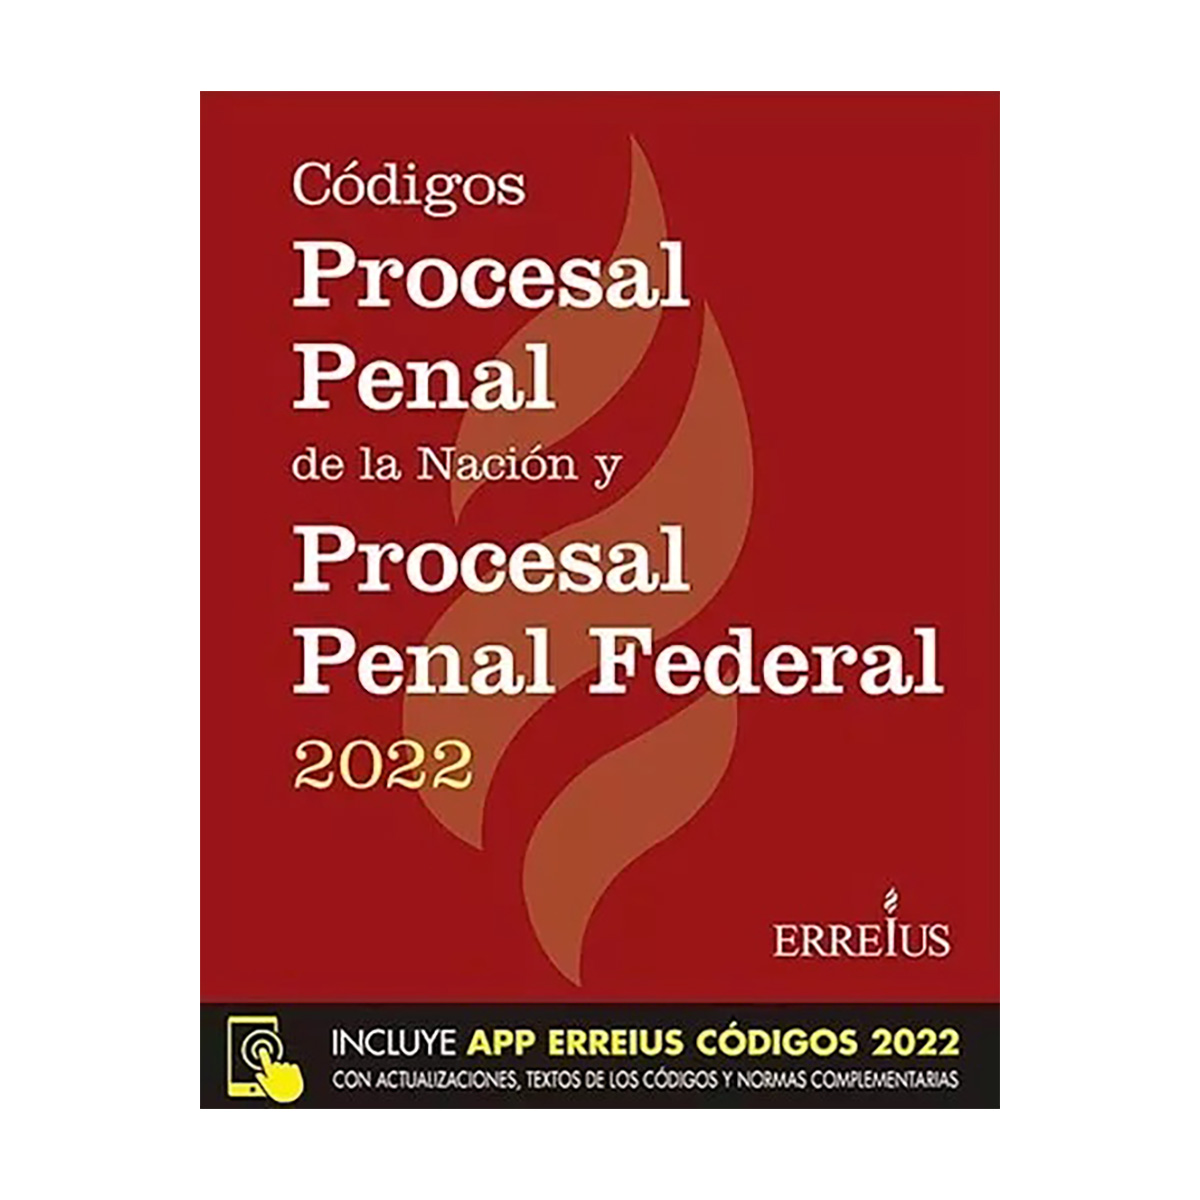 Códigos
Procesal
Penal
de la Nación y
Procesal
Penal Federal
2022
ERREIUS
INCLUYE APP ERREIUS CÓDIGOS 2022
CON ACTUALIZACIONES, TEXTOS DE LOS CÓDIGOS Y NORMAS COMPLEMENTARIAS